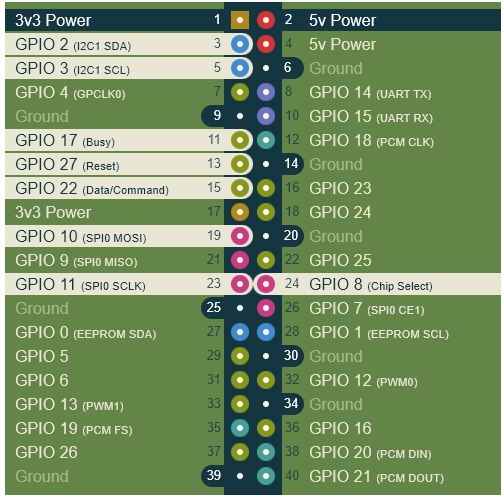 3v3 Power 1 2 5v Power
GPIO 2 (I2C1 SDA) 3 4 5v Power
GPIO 3 (I2C1 SCL) 5 6 Ground
GPIO 4 (GPCLK0) 7 8 GPIO 14 (UART TX)
Ground 9 10 GPIO 15 (UART RX)
GPIO 17 (Busy) 11 12 GPIO 18 (PCM CLK)
GPIO 27 (Reset) 13 14 Ground
GPIO 22 (Data/Command) 15 16 GPIO 23
3v3 Power 17 18 GPIO 24
GPIO 10 (SPI0 MOSI) 19 20 Ground
GPIO 9 (SPI0 MISO) 21 22 GPIO 25
GPIO 11 (SPI0 SCLK) 23 24 GPIO 8 (Chip Select)
Ground 25 26 GPIO 7 (SPI0 CE1)
GPIO 0 (EEPROM SDA) 27 28 GPIO 1 (EEPROM SCL)
GPIO 5 29 30 Ground
GPIO 6 31 32 GPIO 12 (PWM0)
GPIO 13 (PWM1) 33 34 Ground
GPIO 19 (PCM FS) 35 36 GPIO 16
GPIO 26 37 38 GPIO 20 (PCM DIN)
Ground 39 40 GPIO 21 (PCM DOUT)